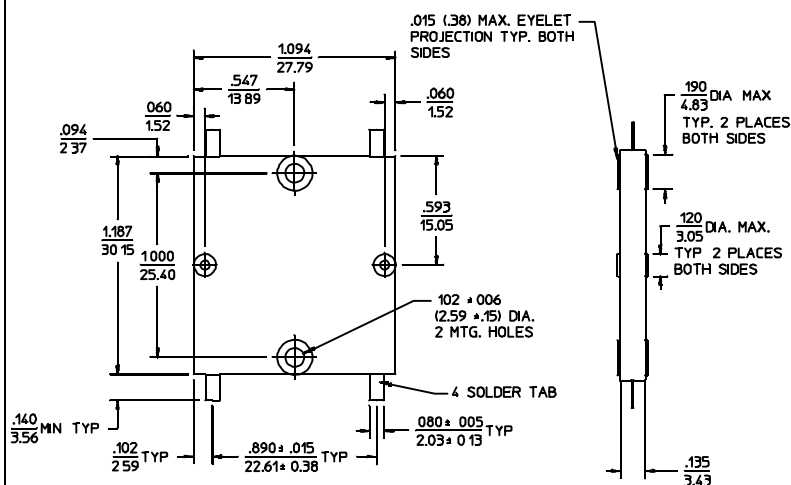 .015 (.38) MAX. EYELET
PROJECTION TYP. BOTH
SIDES
1.094
27.79
.547
13 89
060
1.52
.060
1.52
.094
2 37
190
4.83
DIA MAX
TYP. 2 PLACES
BOTH SIDES
.593
15.05
1.187
30 15
1000
25.40
120
3.05
DIA. MAX.
TYP 2 PLACES
BOTH SIDES
102 ± 006
(2.59 ±.15) DIA.
2 MTG. HOLES
4 SOLDER TAB
.140
3.56
MIN TYP
.102
2 59
TYP
.890± .015
22.61± 0.38
TYP
080± 005
2.03± 0 13
TYP
.135
3.43